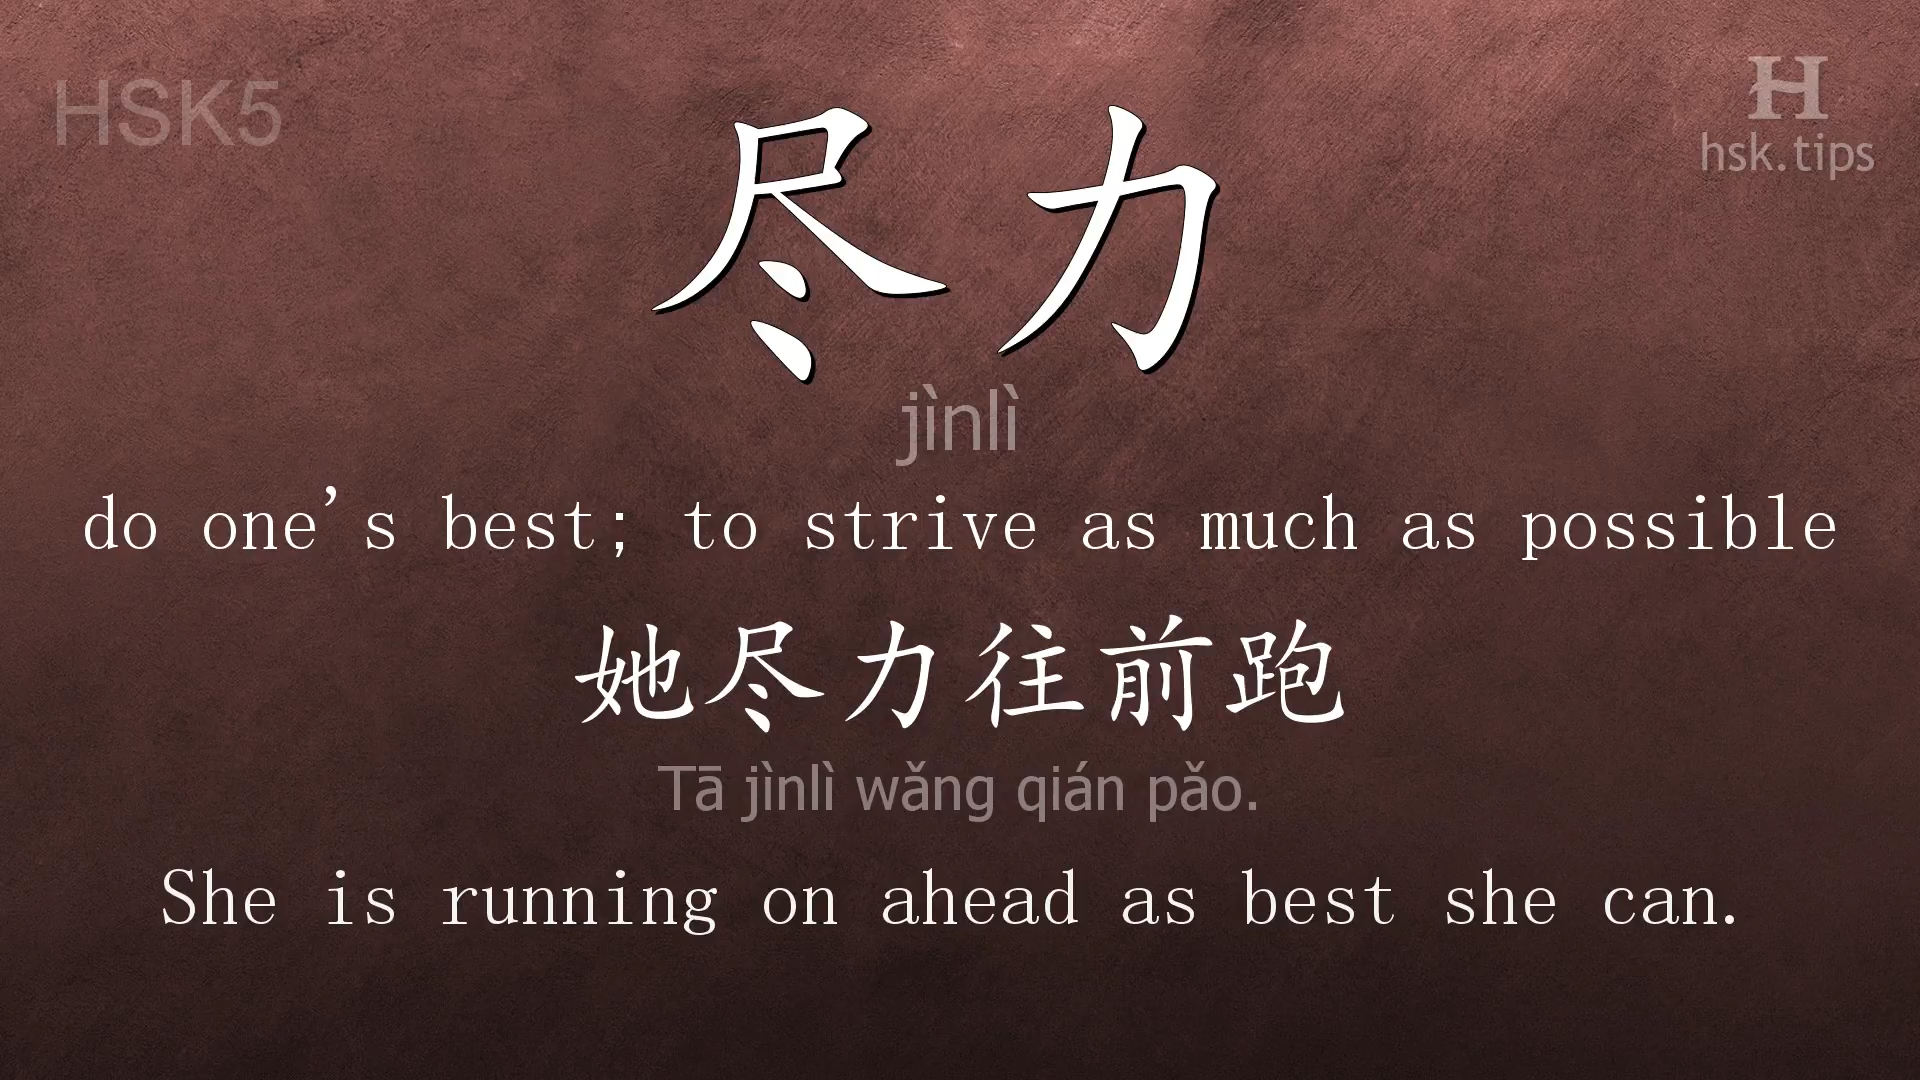 HSK5
H
hsk.tips
尽力
jìnlì
do one's best; to strive as much as possible
她尽力往前跑
Tā jìnlì wǎng qián pǎo.
She is running on ahead as best she can.